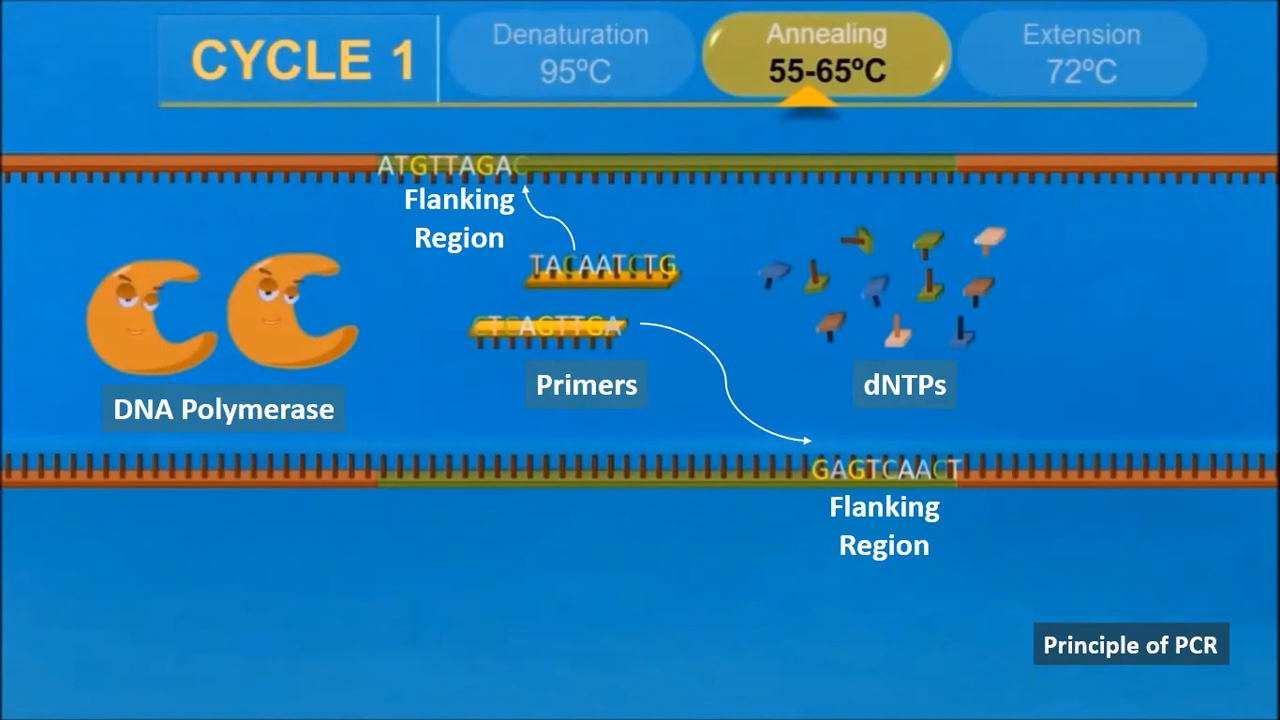 CYCLE 1
Denaturation
95ºC
Annealing
55-65ºC
Extension
72ºC
ATGTTAGAC
Flanking
Region
TACAATCTG
CTCAGTTGA
Primers
dNTPs
DNA Polymerase
GAGTCAACT
Flanking
Region
Principle of PCR